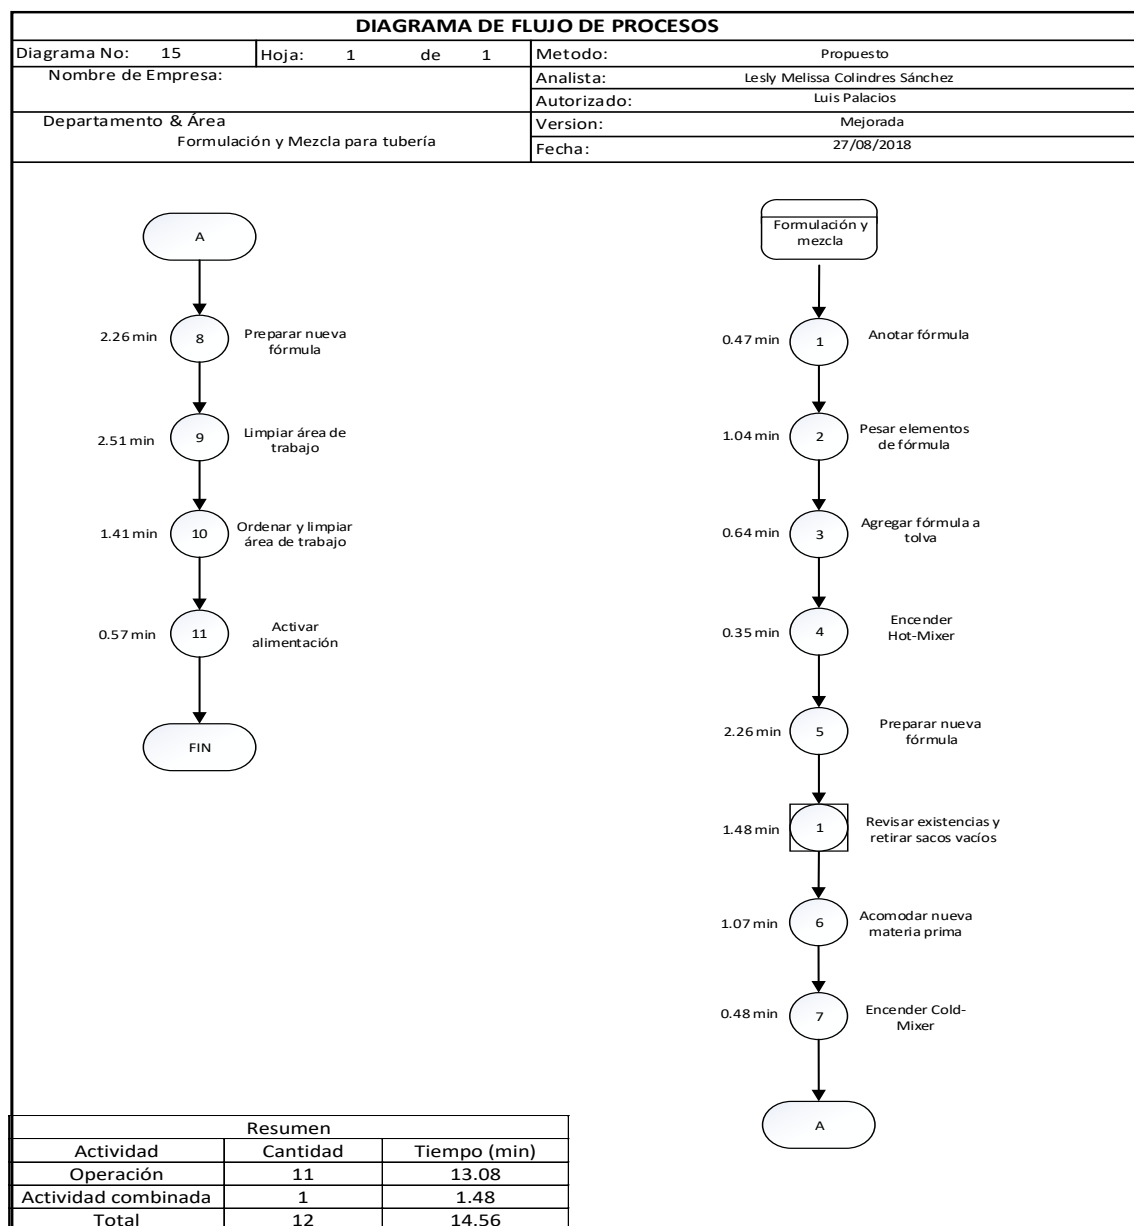 DIAGRAMA DE FLUJO DE PROCESOS
Diagrama No: 15 Hoja: 1 de 1 Metodo: Propuesto
Nombre de Empresa:
Analista: Lesly Melissa Colindres Sánchez
Autorizado: Luis Palacios
Departamento & Área
Formulación y Mezcla para tubería
Version: Mejorada
Fecha: 27/08/2018
Formulación y
mezcla
0.47 min 1 Anotar fórmula
1.04 min 2 Pesar elementos
de fórmula
0.64 min 3 Agregar fórmula a
tolva
0.35 min 4 Encender
Hot-Mixer
2.26 min 5 Preparar nueva
fórmula
1.48 min 1 Revisar existencias y
retirar sacos vacíos
1.07 min 6 Acomodar nueva
materia prima
0.48 min 7 Encender Cold-
Mixer
A
A
2.26 min 8 Preparar nueva
fórmula
2.51 min 9 Limpiar área de
trabajo
1.41 min 10 Ordenar y limpiar
área de trabajo
0.57 min 11 Activar
alimentación
FIN
Resumen
Actividad Cantidad Tiempo (min)
Operación 11 13.08
Actividad combinada 1 1.48
Total 12 14.56